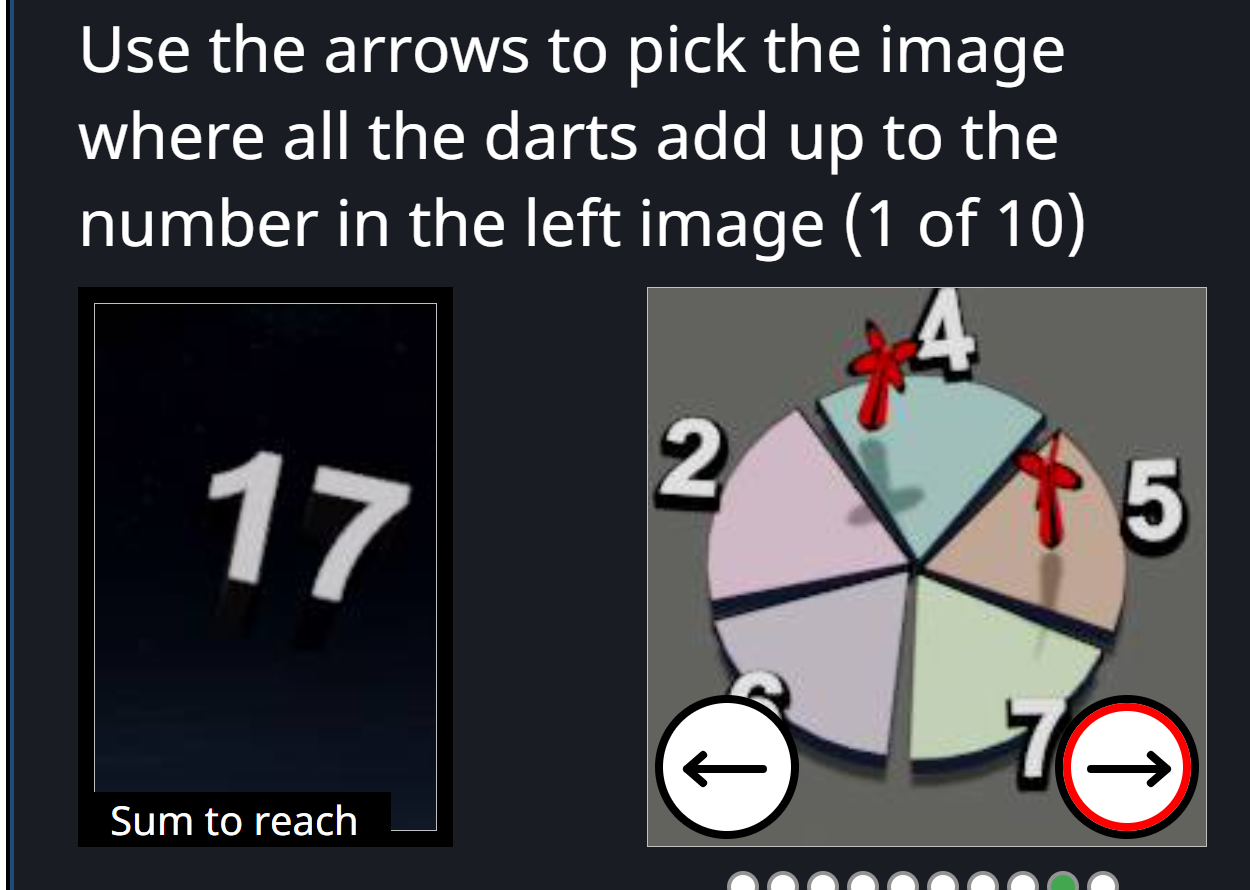 Use the arrows to pick the image
where all the darts add up to the
number in the left image (1 of 10)
17
Sum to reach
4
2
5
6
7